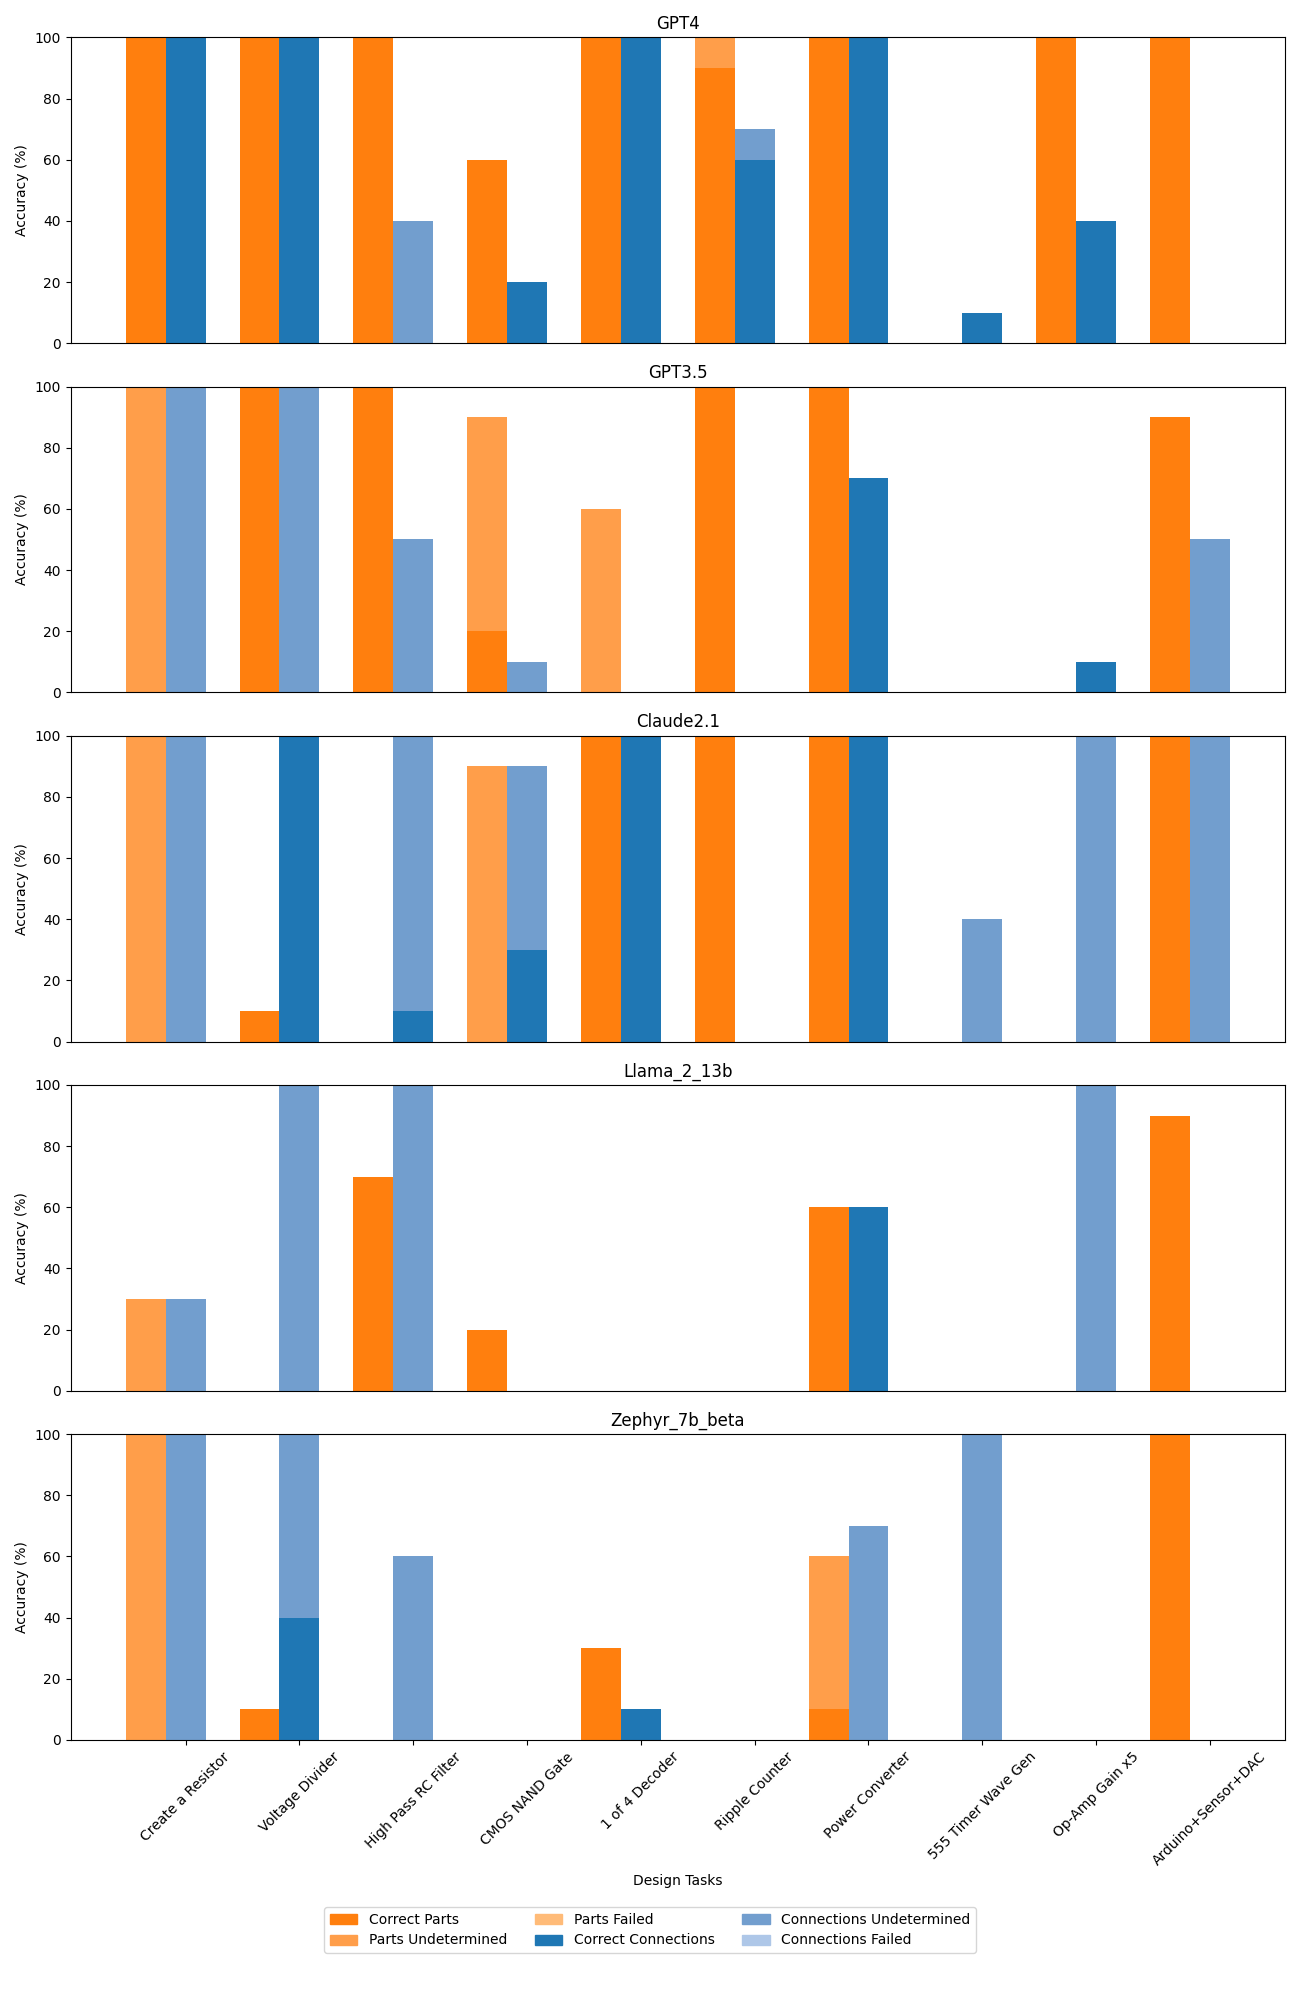 GPT4
100
80
60
40
20
0
Accuracy (%)
GPT3.5
100
80
60
40
20
0
Accuracy (%)
Claude2.1
100
80
60
40
20
0
Accuracy (%)
Llama_2_13b
100
80
60
40
20
0
Accuracy (%)
Zephyr_7b_beta
100
80
60
40
20
0
Accuracy (%)
Create a Resistor
Voltage Divider
High Pass RC Filter
CMOS NAND Gate
1 of 4 Decoder
Ripple Counter
Power Converter
555 Timer Wave Gen
Op-Amp Gain x5
Arduino+Sensor+DAC
Design Tasks
Correct Parts
Parts Undetermined
Parts Failed
Correct Connections
Connections Undetermined
Connections Failed